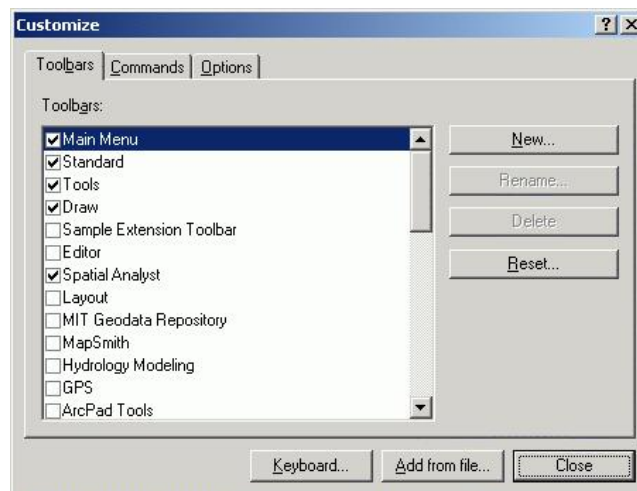 Customize
Toolbars Commands Options
Toolbars:
Main Menu
Standard
Tools
Draw
Sample Extension Toolbar
Editor
Spatial Analyst
Layout
MIT Geodata Repository
MapSmith
Hydrology Modeling
GPS
ArcPad Tools
New...
Rename...
Delete
Reset...
Keyboard... Add from file... Close